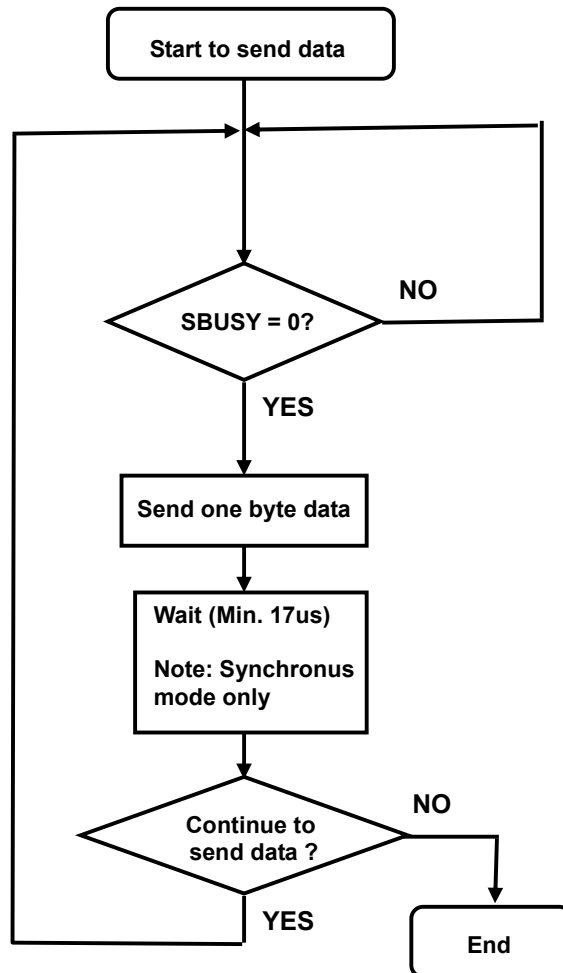 Start to send data
NO
SBUSY = 0?
YES
Send one byte data
Wait (Min. 17us)
Note: Synchronus
mode only
NO
Continue to
send data ?
YES
End